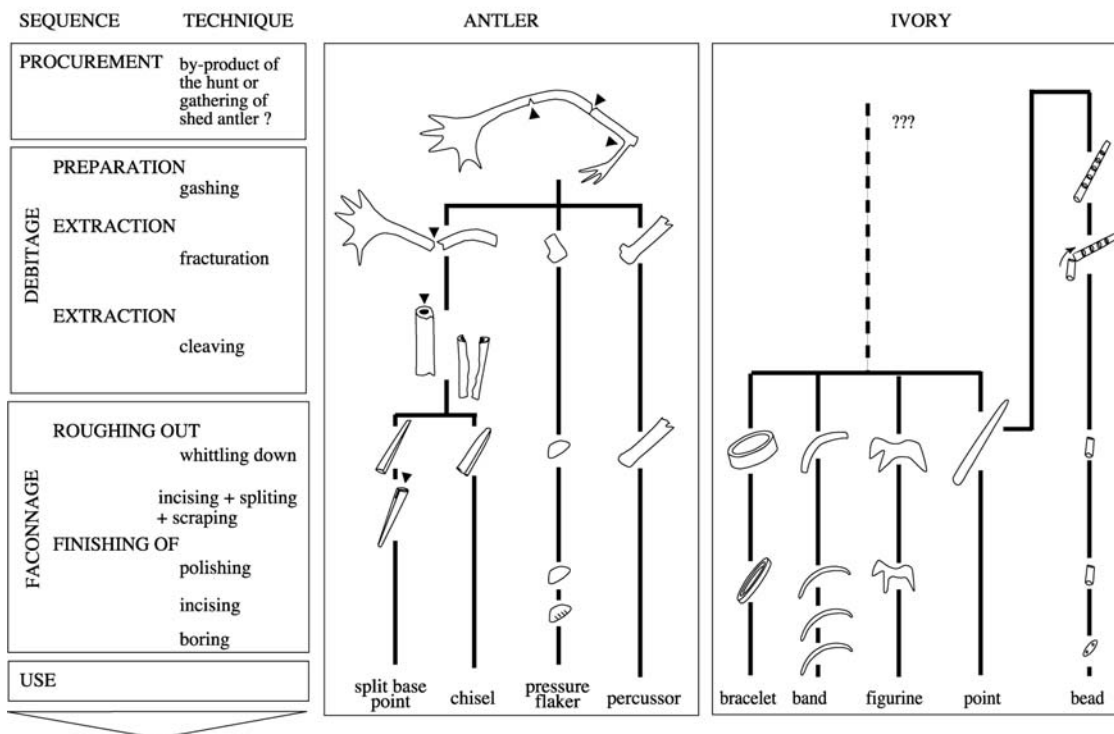 SEQUENCE TECHNIQUE ANTLER IVORY
PROCUREMENT by-product of
the hunt or
gathering of
shed antler ?
???
DEBITAGE
PREPARATION
gashing
EXTRACTION
fracturation
EXTRACTION
cleaving
FACONNAGE
ROUGHING OUT
whittling down
incising + spliting
+ scraping
FINISHING OF
polishing
incising
boring
USE
split base
point
chisel
pressure
flaker
percussor
bracelet
band
figurine
point
bead